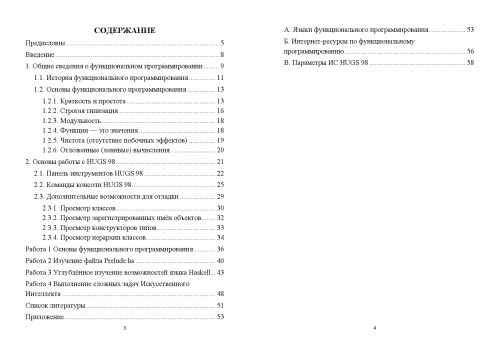 СОДЕРЖАНИЕ
Предисловие 5
Введение 8
1. Общие сведения о функциональном программировании 9
1.1. История функционального программирования 11
1.2. Основы функционального программирования 13
1.2.1. Краткость и простота 13
1.2.2. Строгая типизация 16
1.2.3. Модульность 18
1.2.4. Функции — это значения 18
1.2.5. Чистота (отсутствие побочных эффектов) 19
1.2.6. Отложенные (ленивые) вычисления 20
2. Основы работы с HUGS 98 21
2.1. Панель инструментов HUGS 98 22
2.2. Команды консоли HUGS 98 25
2.3. Дополнительные возможности для отладки 29
2.3.1. Просмотр классов 30
2.3.2. Просмотр зарегистрированных имён объектов 32
2.3.3. Просмотр конструкторов типов 33
2.3.4. Просмотр иерархии классов 34
Работа 1 Основы функционального программирования 36
Работа 2 Изучение файла Prelude.hs 40
Работа 3 Углублённое изучение возможностей языка Haskell 43
Работа 4 Выполнение сложных задач Искусственного
Интеллекта 48
Список литературы 51
Приложение 53
3
А. Языки функционального программирования 53
Б. Интернет-ресурсы по функциональному
программированию 56
В. Параметры ИС HUGS 98 58
4